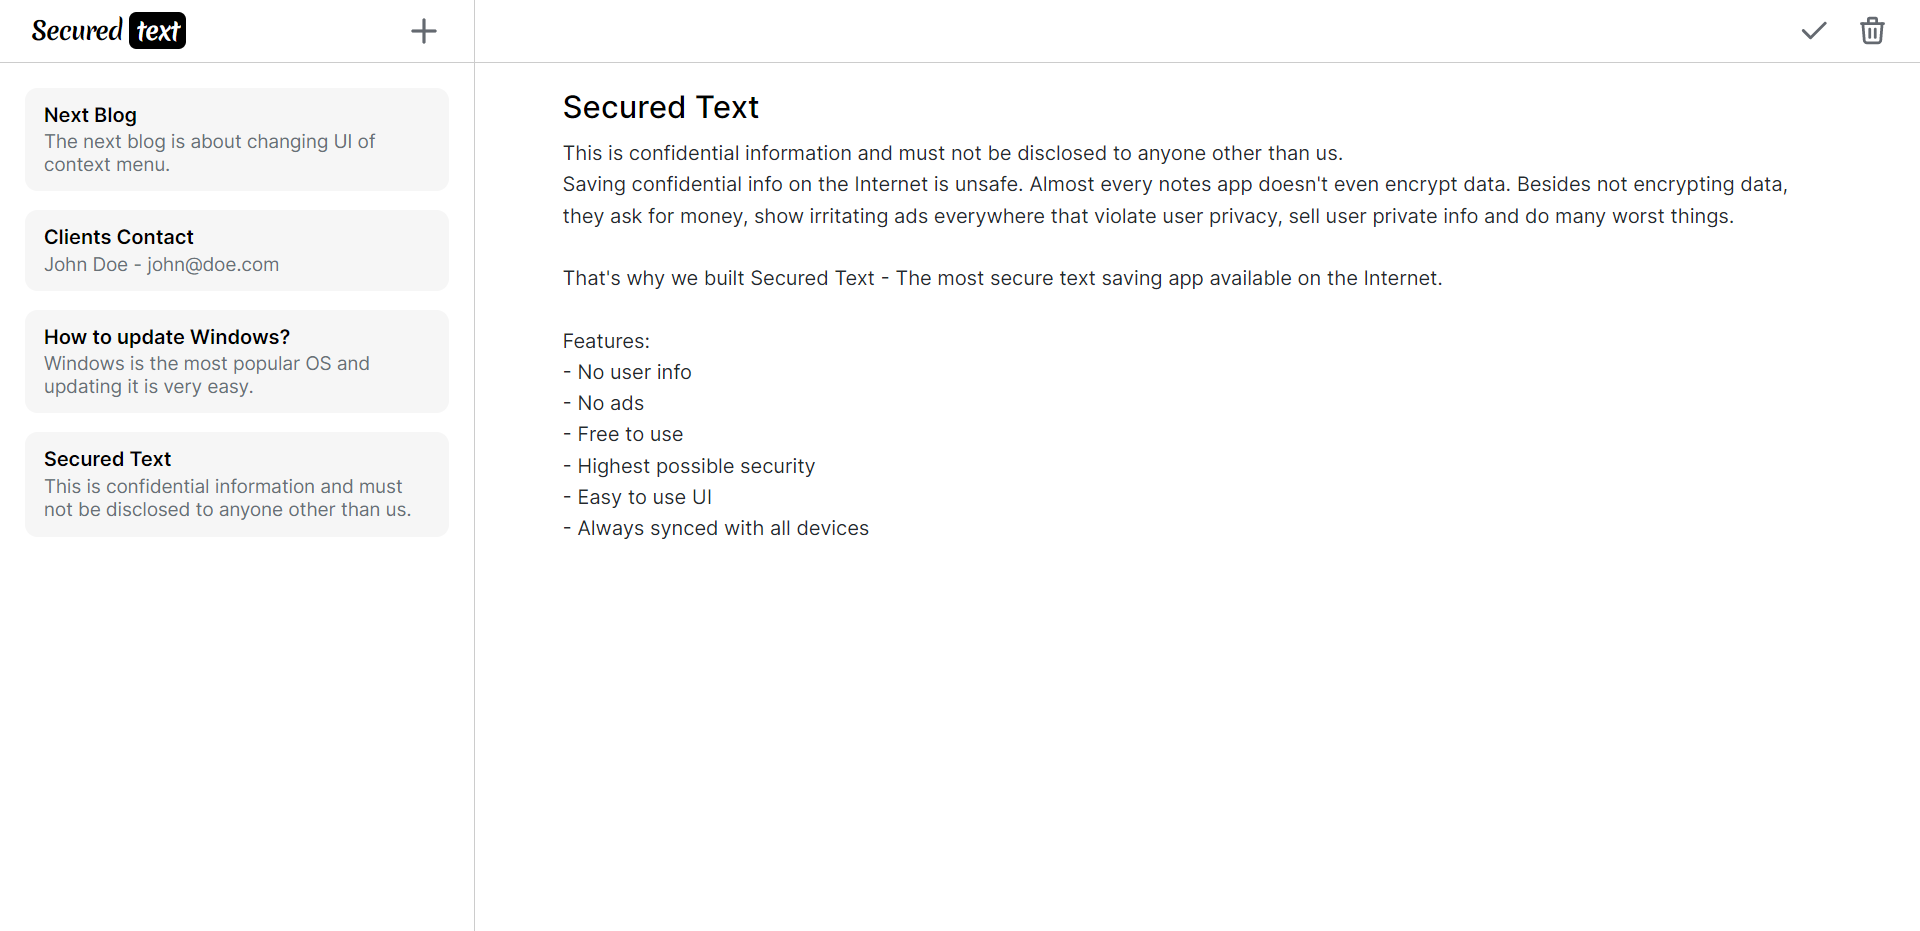 Secured text
Next Blog
The next blog is about changing UI of
context menu.
Clients Contact
John Doe - john@doe.com
How to update Windows?
Windows is the most popular OS and
updating it is very easy.
Secured Text
This is confidential information and must
not be disclosed to anyone other than us.
Secured Text
This is confidential information and must not be disclosed to anyone other than us.
Saving confidential info on the Internet is unsafe. Almost every notes app doesn't even encrypt data. Besides not encrypting data,
they ask for money, show irritating ads everywhere that violate user privacy, sell user private info and do many worst things.
That's why we built Secured Text - The most secure text saving app available on the Internet.
Features:
- No user info
- No ads
- Free to use
- Highest possible security
- Easy to use UI
- Always synced with all devices